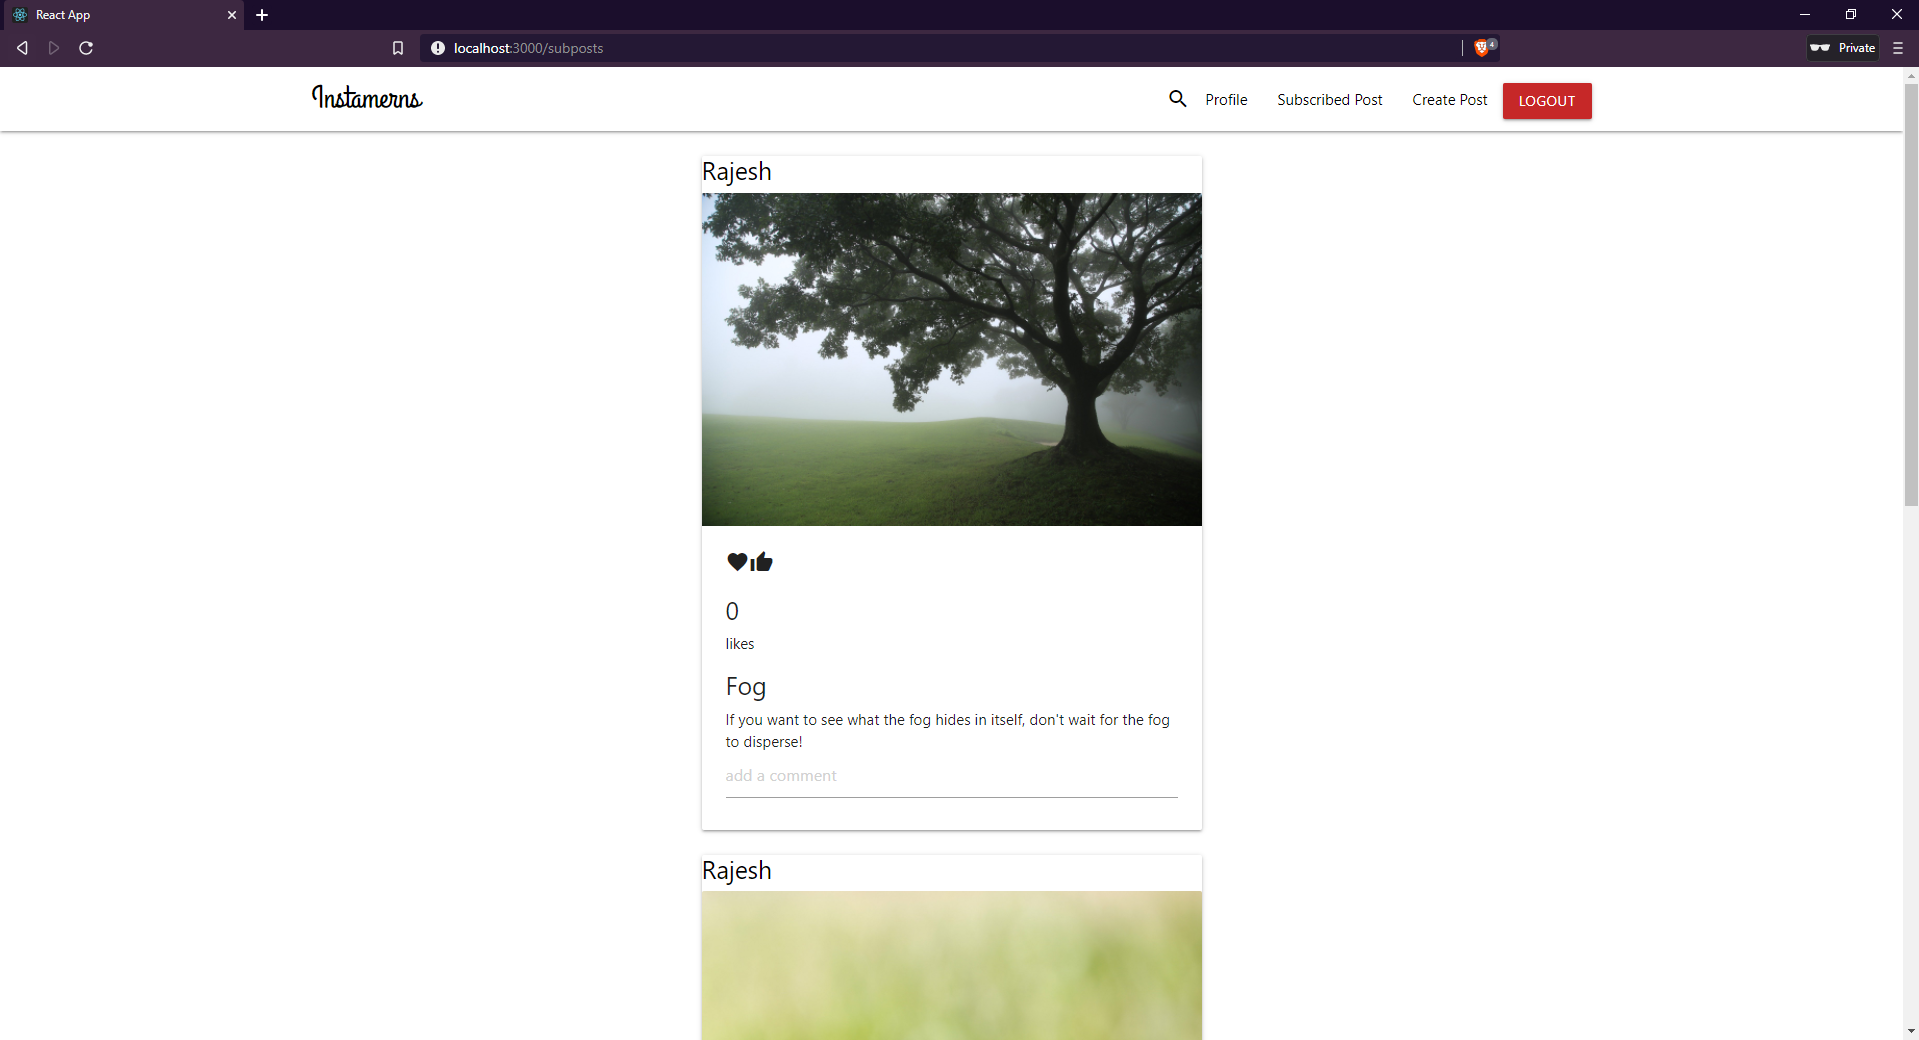 React App
localhost:3000/subposts
4
Private
Instamerns
Profile
Subscribed Post
Create Post
LOGOUT
Rajesh
0
likes
Fog
If you want to see what the fog hides in itself, don't wait for the fog
to disperse!
add a comment
Rajesh